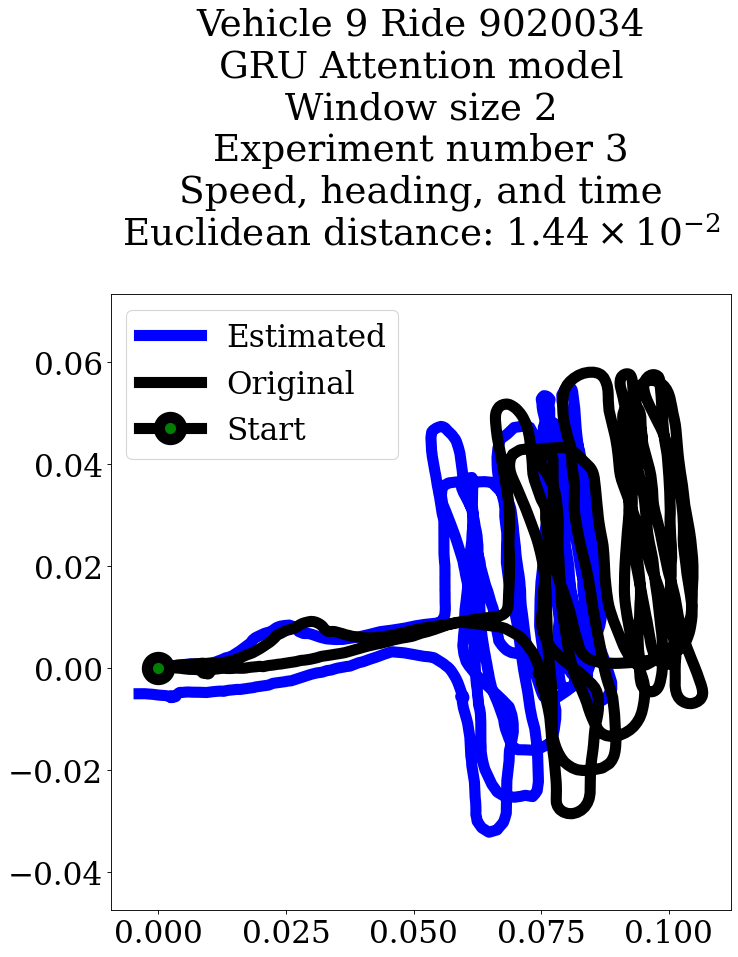 Vehicle 9 Ride 9020034
GRU Attention model
Window size 2
Experiment number 3
Speed, heading, and time
Euclidean distance: 1.44 × 10⁻²
Estimated
Original
Start
0.06
0.04
0.02
0.00
−0.02
−0.04
0.000 0.025 0.050 0.075 0.100